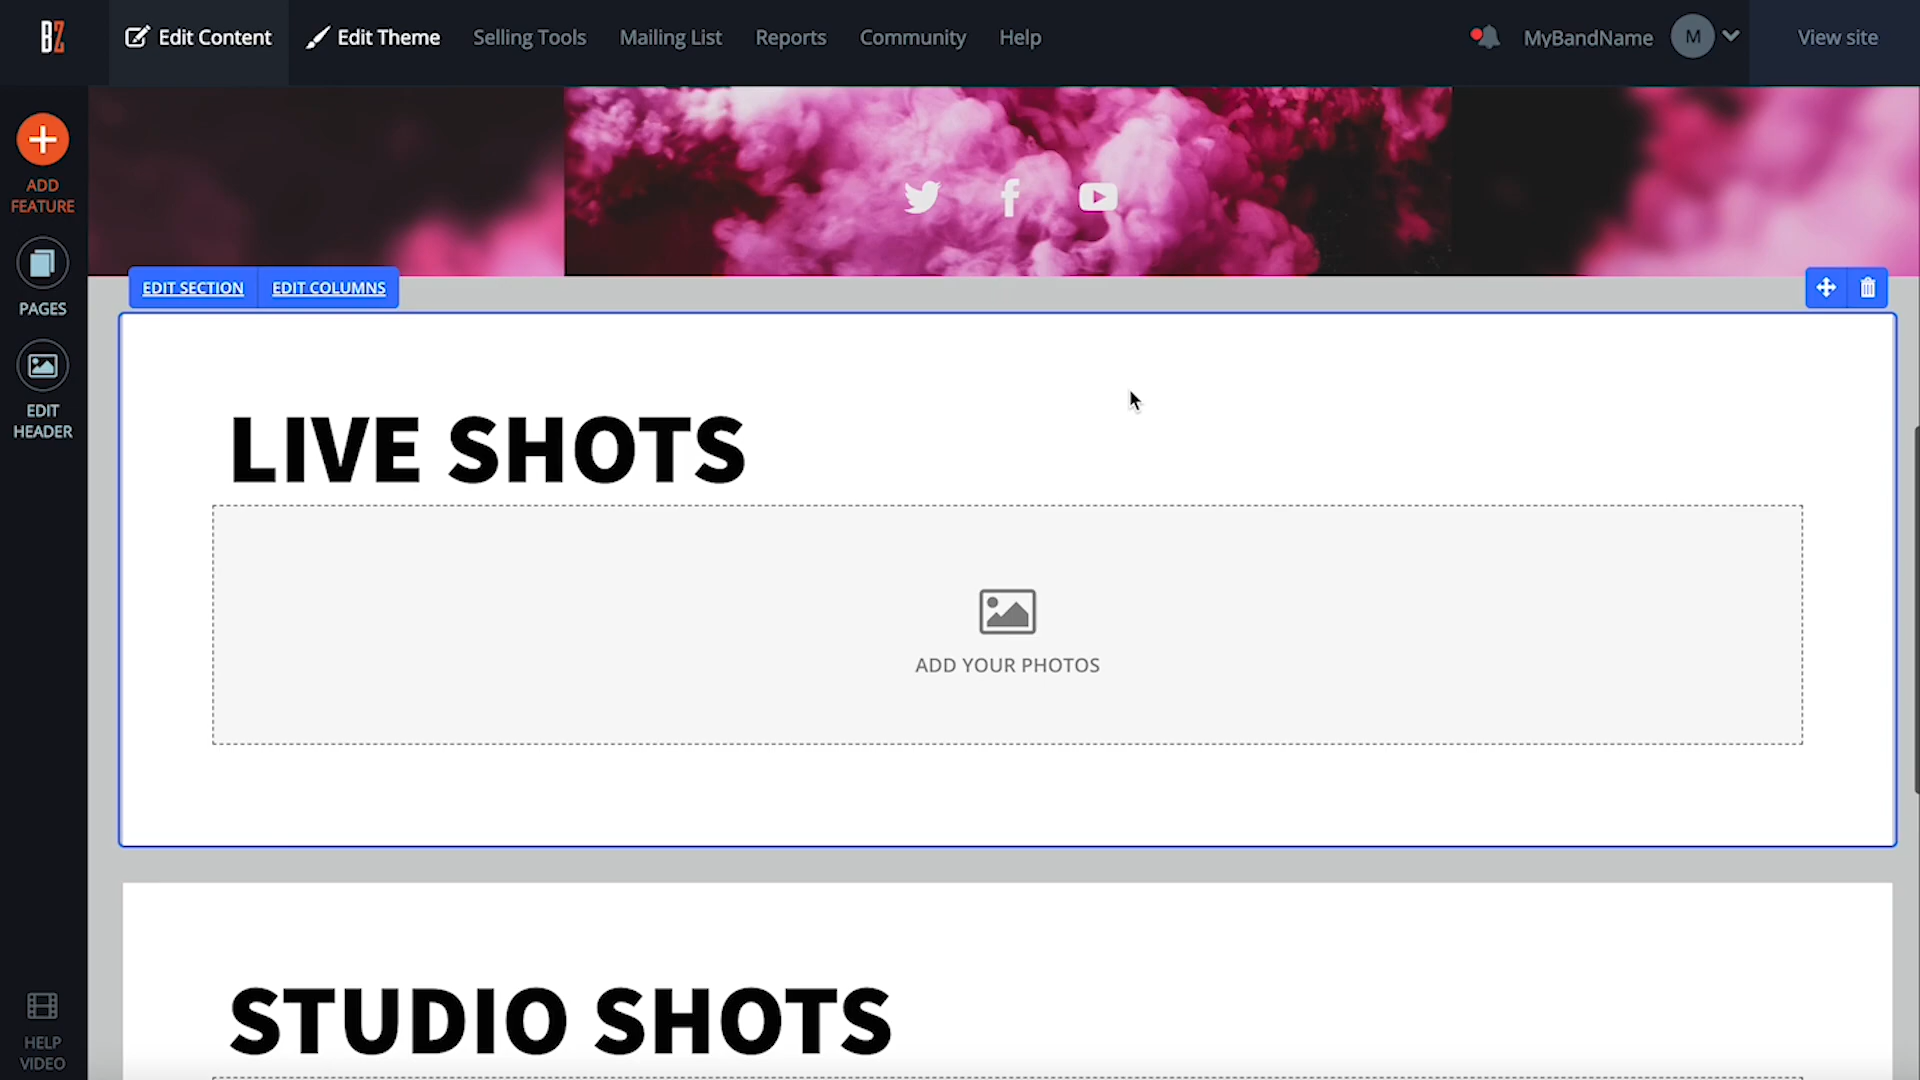 BZ
Edit Content
Edit Theme
Selling Tools
Mailing List
Reports
Community
Help
MyBandName
M
View site
ADD
FEATURE
PAGES
EDIT
HEADER
EDIT SECTION
EDIT COLUMNS
LIVE SHOTS
ADD YOUR PHOTOS
STUDIO SHOTS
HELP
VIDEO